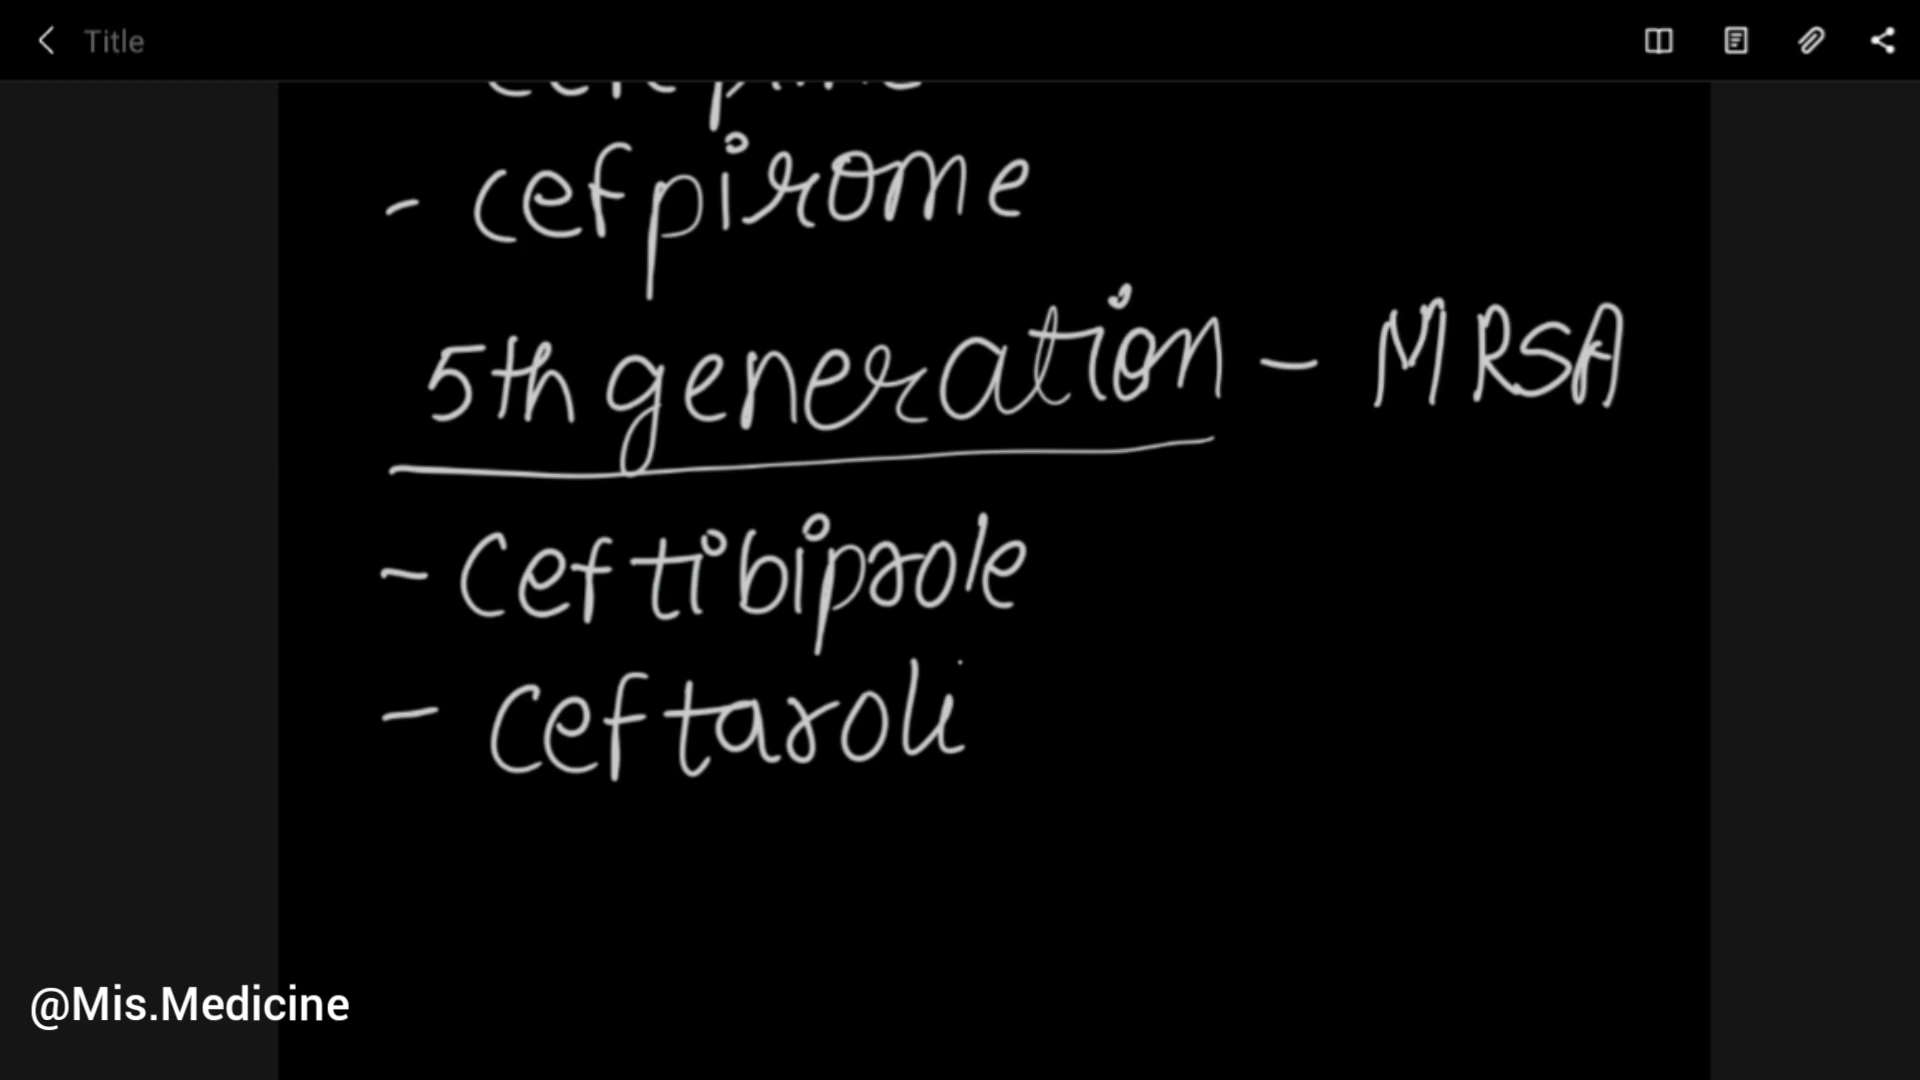 Title
- cefpirome
5th generation - MRSA
- Ceftibiprole
- Ceftaroli
@Mis.Medicine